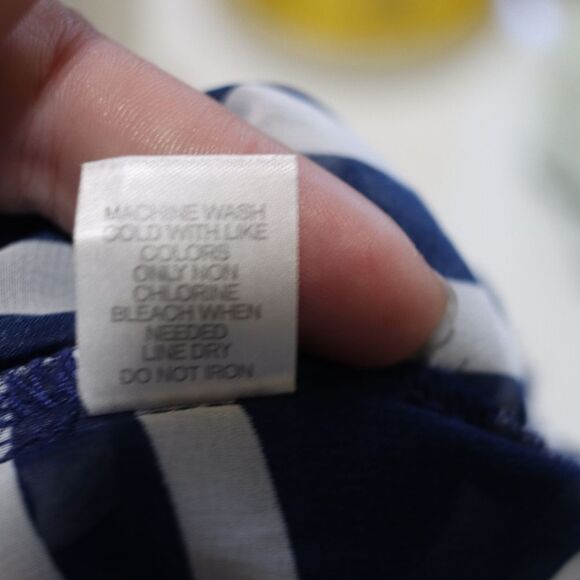 MACHINE WASH
COLD WITH LIKE
COLORS
ONLY NON
CHLORINE
BLEACH WHEN
NEEDED
LINE DRY
DO NOT IRON